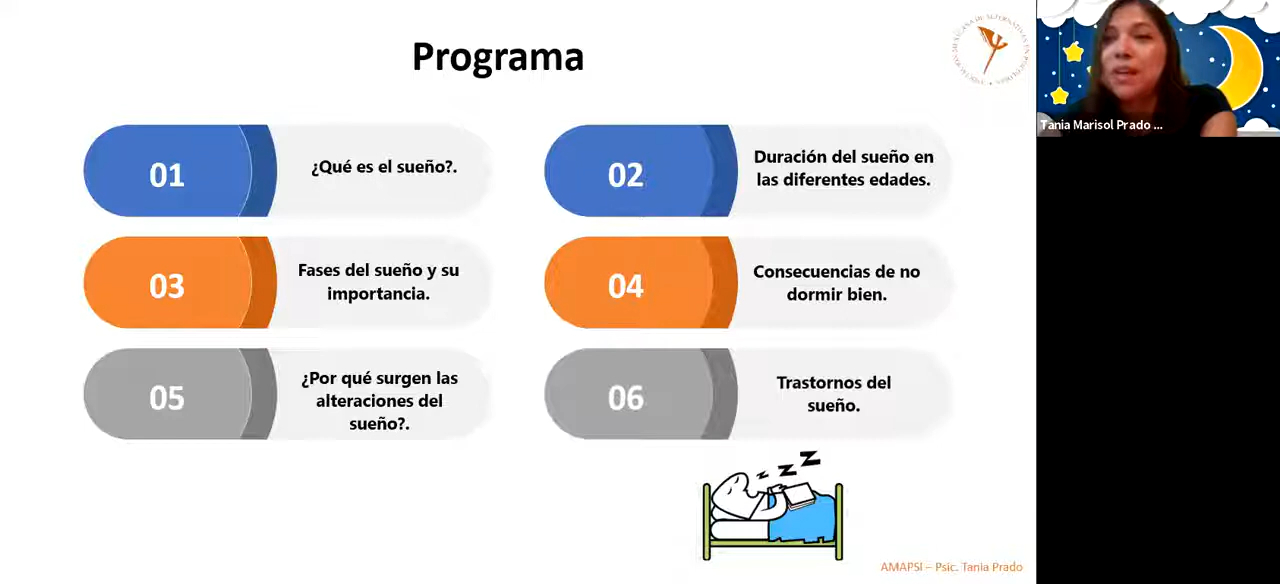 Programa
Tania Marisol Prado ...
01
¿Qué es el sueño?.
02
Duración del sueño en
las diferentes edades.
03
Fases del sueño y su
importancia.
04
Consecuencias de no
dormir bien.
05
¿Por qué surgen las
alteraciones del
sueño?.
06
Trastornos del
sueño.
z z z
AMAPSI – Psic. Tania Prado